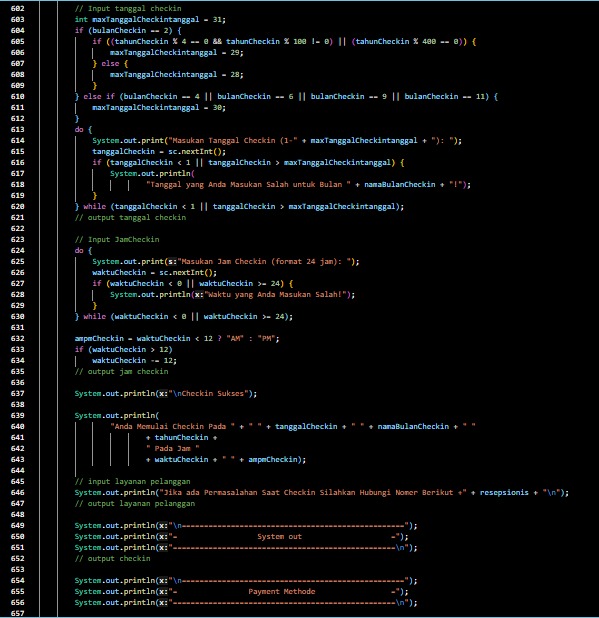 602 // Input tanggal checkin
603 int maxTanggalCheckintanggal = 31;
604 if (bulanCheckin == 2) {
605 if ((tahunCheckin % 4 == 0 && tahunCheckin % 100 != 0) || (tahunCheckin % 400 == 0)) {
606 maxTanggalCheckintanggal = 29;
607 } else {
608 maxTanggalCheckintanggal = 28;
609 }
610 } else if (bulanCheckin == 4 || bulanCheckin == 6 || bulanCheckin == 9 || bulanCheckin == 11) {
611 maxTanggalCheckintanggal = 30;
612 }
613 do {
614 System.out.print("Masukan Tanggal Checkin (1-" + maxTanggalCheckintanggal + "): ");
615 tanggalCheckin = sc.nextInt();
616 if (tanggalCheckin < 1 || tanggalCheckin > maxTanggalCheckintanggal) {
617 System.out.println(
618 "Tanggal yang Anda Masukan Salah untuk Bulan " + namaBulanCheckin + "!");
619 }
620 } while (tanggalCheckin < 1 || tanggalCheckin > maxTanggalCheckintanggal);
621 // output tanggal checkin
622
623 // Input JamCheckin
624 do {
625 System.out.print(s:"Masukan Jam Checkin (format 24 jam): ");
626 waktuCheckin = sc.nextInt();
627 if (waktuCheckin < 0 || waktuCheckin >= 24) {
628 System.out.println(x:"Waktu yang Anda Masukan Salah!");
629 }
630 } while (waktuCheckin < 0 || waktuCheckin >= 24);
631
632 ampmCheckin = waktuCheckin < 12 ? "AM" : "PM";
633 if (waktuCheckin > 12)
634 waktuCheckin -= 12;
635 // output jam checkin
636
637 System.out.println(x:"\nCheckin Sukses");
638
639 System.out.println(
640 "Anda Memulai Checkin Pada " + " " + tanggalCheckin + " " + namaBulanCheckin + " "
641 + tahunCheckin +
642 " Pada Jam "
643 + waktuCheckin + " " + ampmCheckin);
644
645 // input layanan pelanggan
646 System.out.println("Jika ada Permasalahan Saat Checkin Silahkan Hubungi Nomer Berikut +" + resepsionis + "\n");
647 // output layanan pelanggan
648
649 System.out.println(x:"\n==================================================");
650 System.out.println(x:"= System out =");
651 System.out.println(x:"==================================================\n");
652 // output checkin
653
654 System.out.println(x:"\n==================================================");
655 System.out.println(x:"= Payment Methode =");
656 System.out.println(x:"==================================================\n");
657